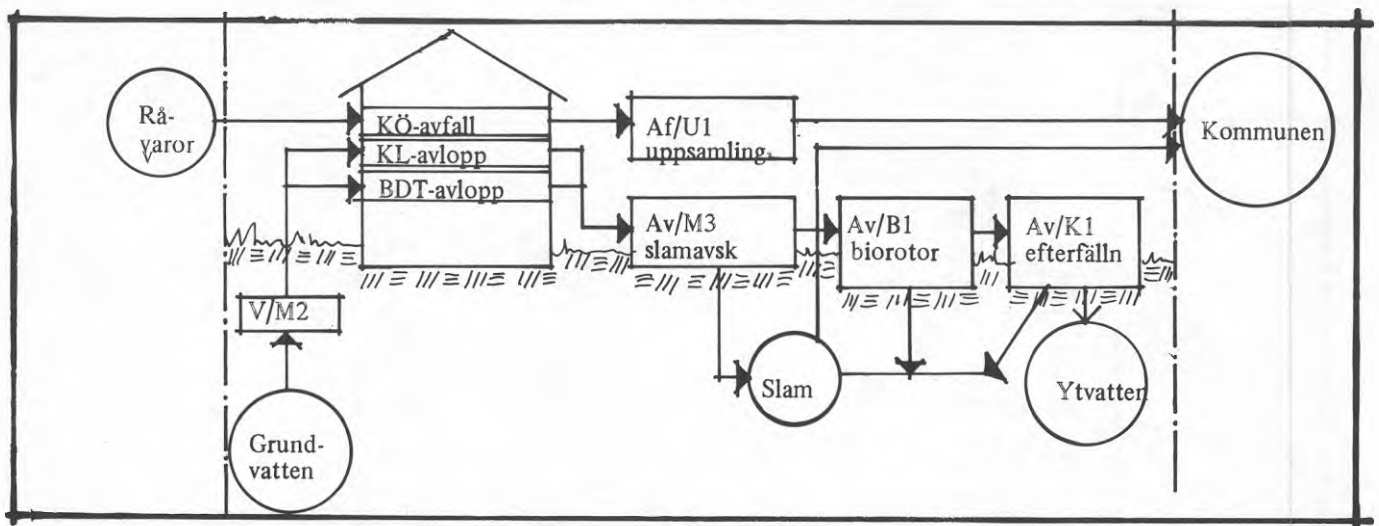 Rå-
varor
KÖ-avfall
KL-avlopp
BDT-avlopp
Af/U1
uppsamling
Kommunen
Av/M3
slamavsk
Av/B1
biorotor
Av/K1
efterfälln
V/M2
Slam
Ytvatten
Grund-
vatten